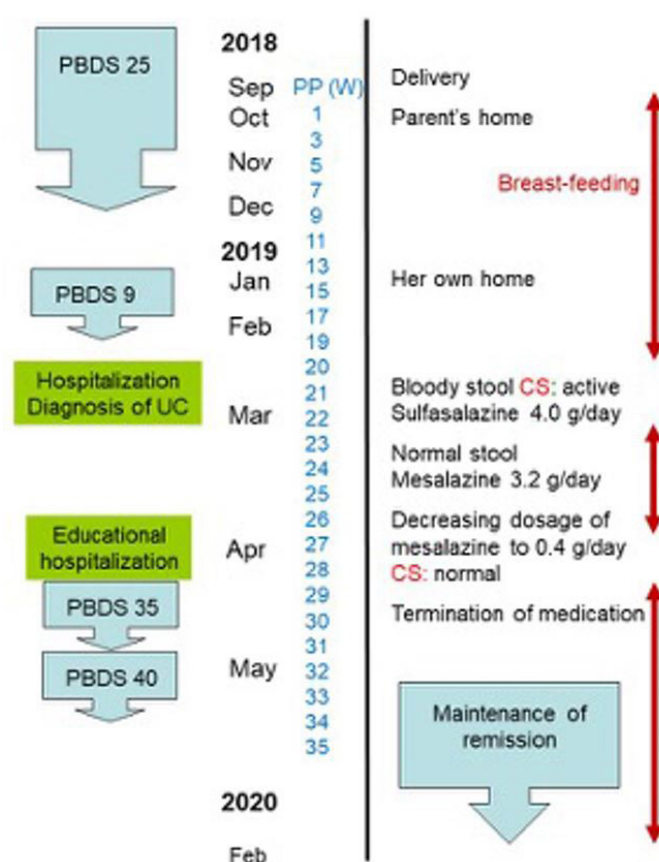 PBDS 25
PBDS 9
Hospitalization
Diagnosis of UC
Educational
hospitalization
PBDS 35
PBDS 40
2018
Sep
Oct
Nov
Dec
2019
Jan
Feb
Mar
Apr
May
2020
Feb
PP (W)
1
3
5
7
9
11
13
15
17
19
20
21
22
23
24
25
26
27
28
29
30
31
32
33
34
35
Delivery
Parent's home
Breast-feeding
Her own home
Bloody stool CS: active
Sulfasalazine 4.0 g/day
Normal stool
Mesalazine 3.2 g/day
Decreasing dosage of
mesalazine to 0.4 g/day
CS: normal
Termination of medication
Maintenance of
remission